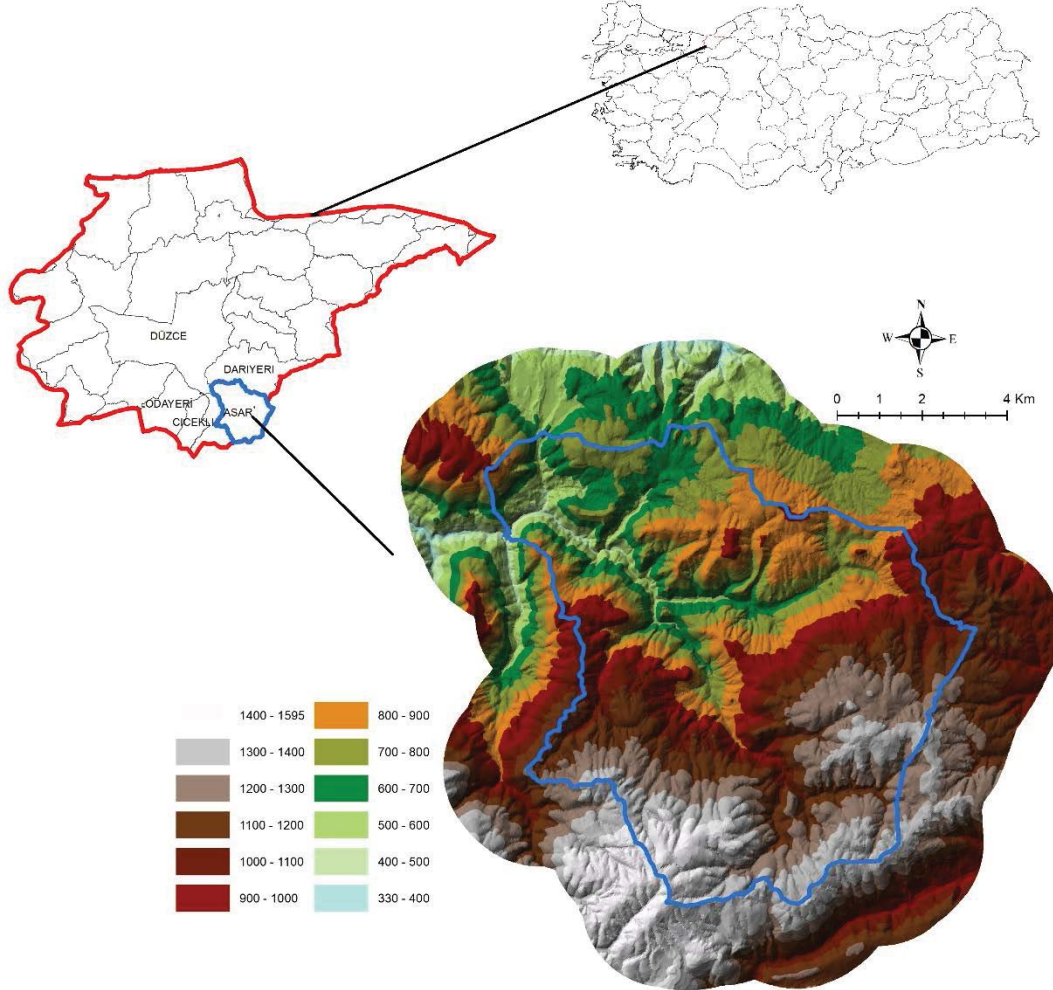 DÜZCE
DARIYERI
ODAYERİ
CICEKLİ
ASAR
N
W
E
S
0 1 2 4 Km
1400 - 1595
1300 - 1400
1200 - 1300
1100 - 1200
1000 - 1100
900 - 1000
800 - 900
700 - 800
600 - 700
500 - 600
400 - 500
330 - 400